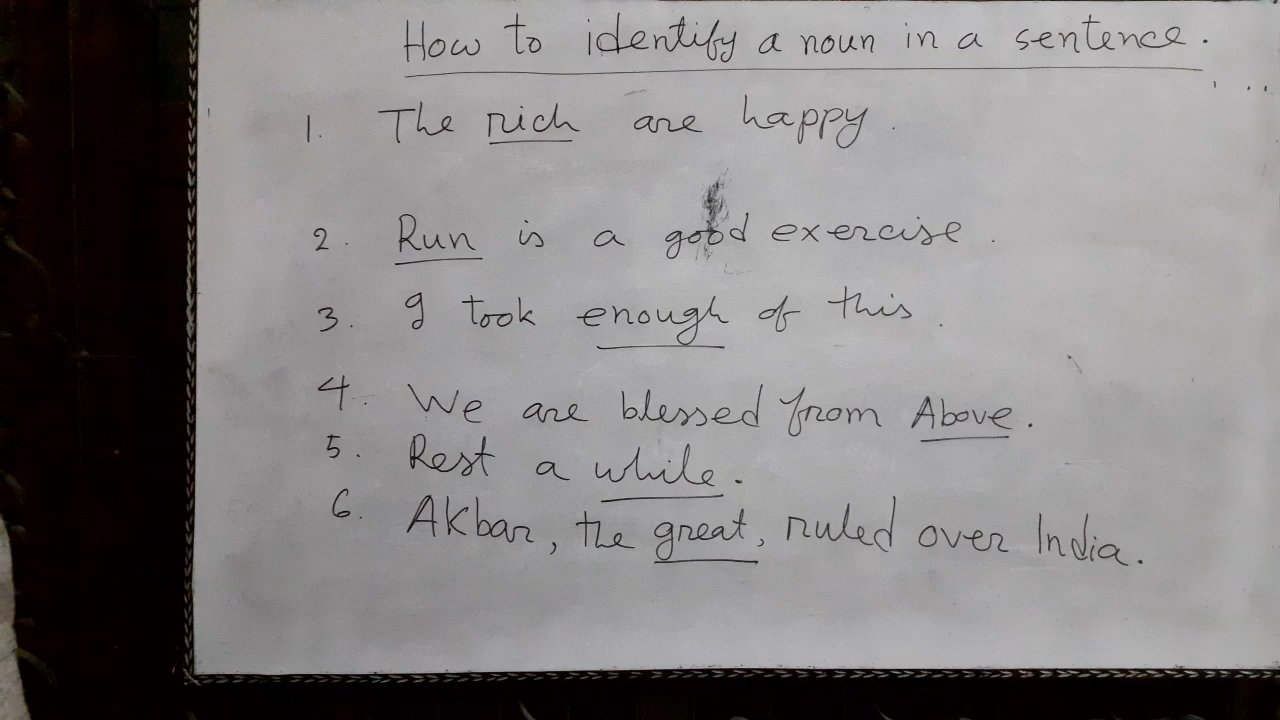 How to identify a noun in a sentence.
1. The rich are happy.
2. Run is a good exercise.
3. I took enough of this.
4. We are blessed from Above.
5. Rest a while.
6. Akbar, the great, ruled over India.